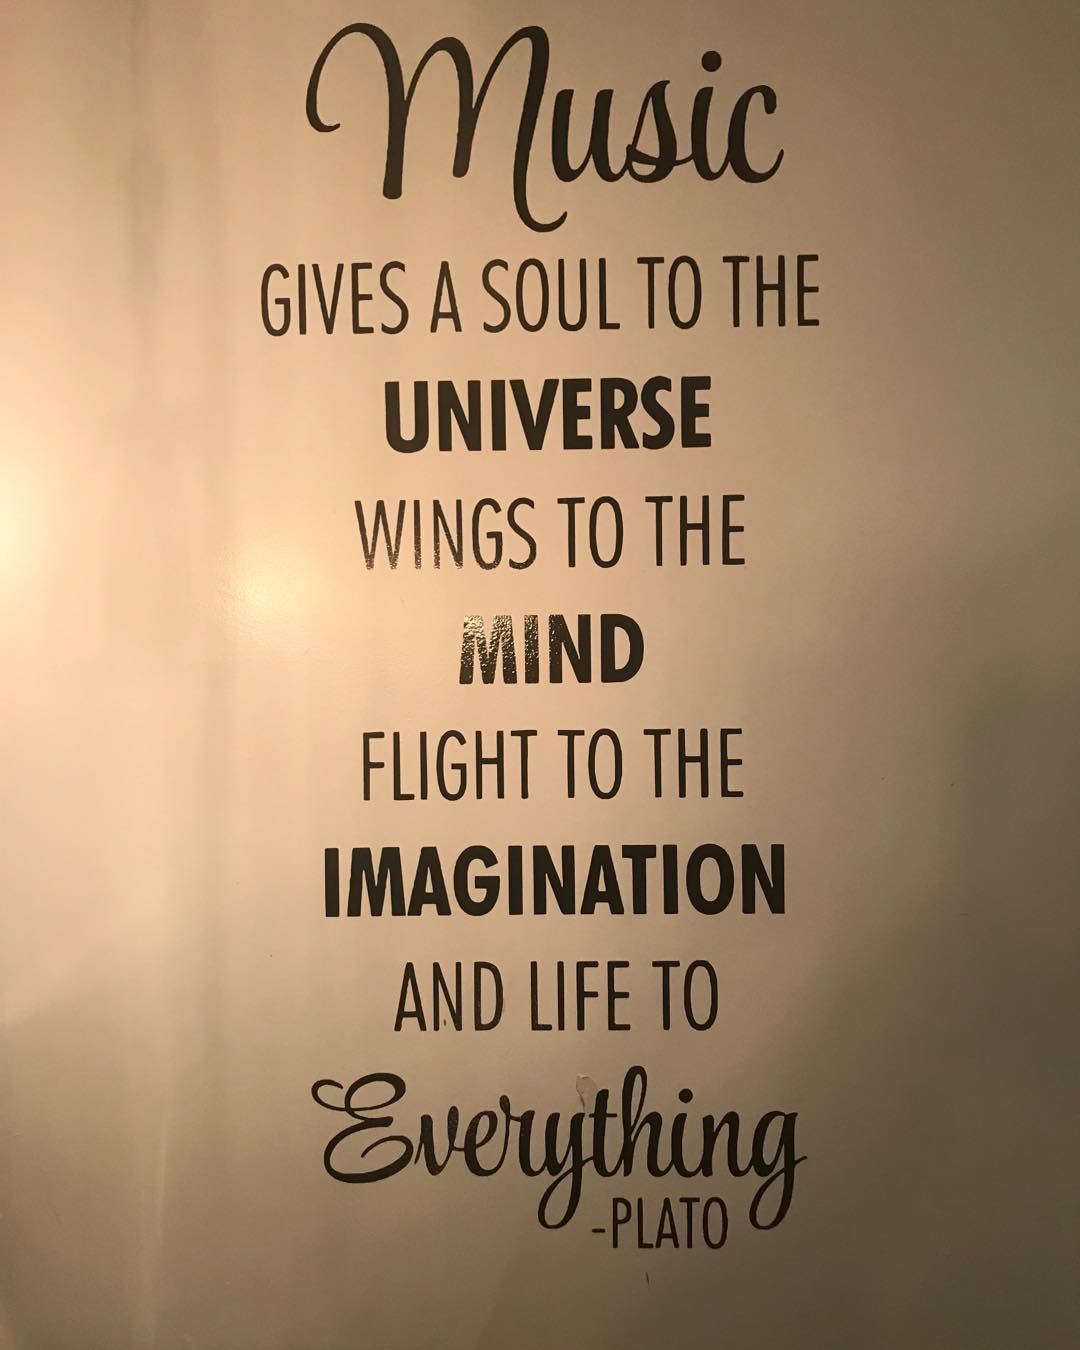 Music
GIVES A SOUL TO THE
UNIVERSE
WINGS TO THE
MIND
FLIGHT TO THE
IMAGINATION
AND LIFE TO
Everything
-PLATO